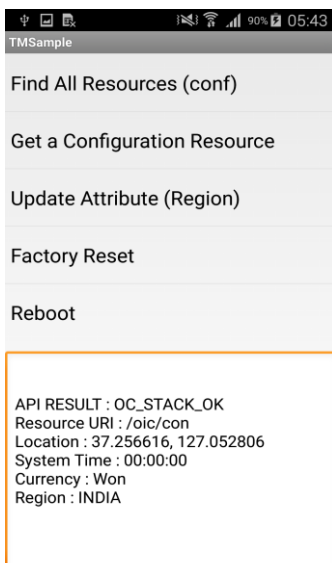 90% 05:43
TMSample
Find All Resources (conf)
Get a Configuration Resource
Update Attribute (Region)
Factory Reset
Reboot
API RESULT : OC_STACK_OK
Resource URI : /oic/con
Location : 37.256616, 127.052806
System Time : 00:00:00
Currency : Won
Region : INDIA